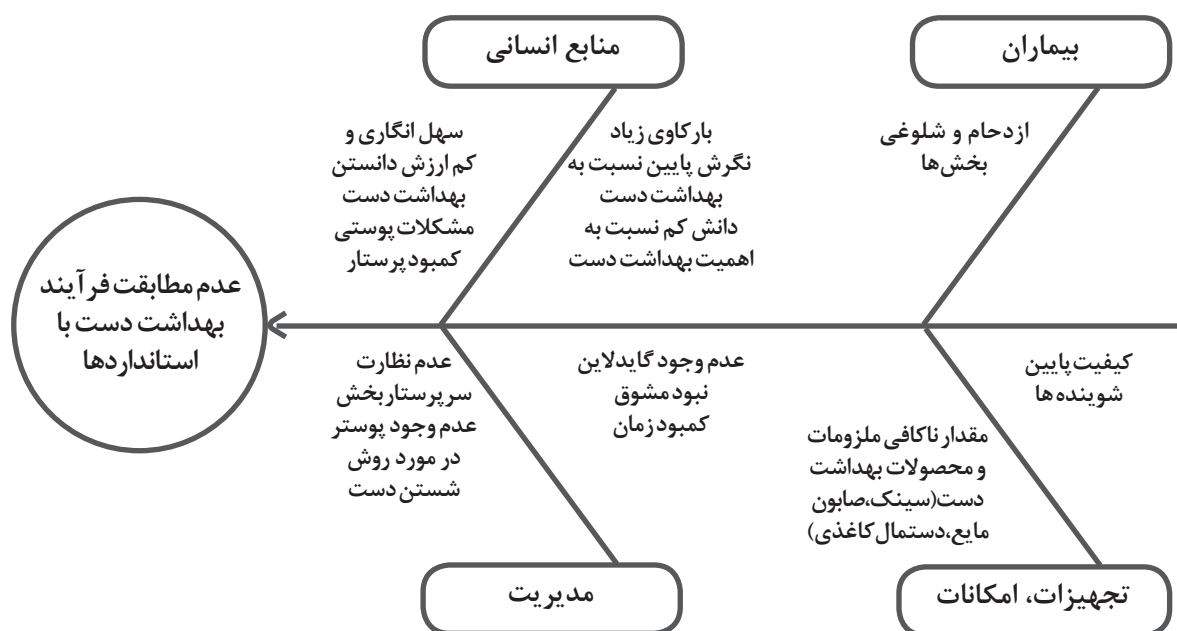 بیماران
منابع انسانی
ازدحام و شلوغی
بخش‌ها
بارکاوی زیاد
نگرش پایین نسبت به
بهداشت دست
دانش کم نسبت به
اهمیت بهداشت دست
سهل انگاری و
کم ارزش دانستن
بهداشت دست
مشکلات پوستی
کمبود پرستار
عدم مطابقت فرآیند
بهداشت دست با
استانداردها
کیفیت پایین
شوینده‌ها
مقدار ناکافی ملزومات
و محصولات بهداشت
دست(سینک،صابون
مایع،دستمال کاغذی)
عدم وجود گایدلاین
نبود مشوق
کمبود زمان
عدم نظارت
سرپرستار بخش
عدم وجود پوستر
در مورد روش
شستن دست
تجهیزات، امکانات
مدیریت